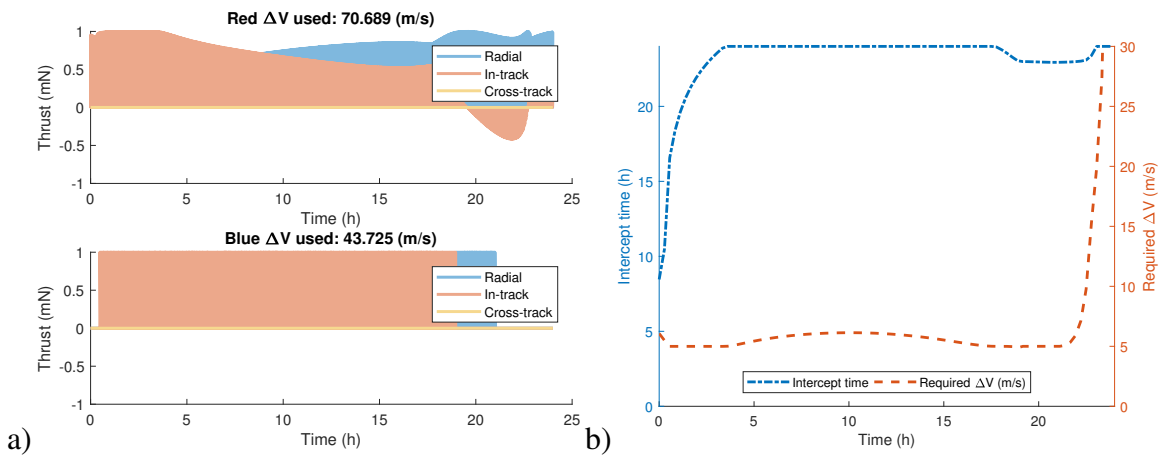 Red ΔV used: 70.689 (m/s)
Thrust (mN)
1
0.5
0
-0.5
-1
Radial
In-track
Cross-track
0 5 10 15 20 25
Time (h)
Blue ΔV used: 43.725 (m/s)
Thrust (mN)
1
0.5
0
-0.5
-1
Radial
In-track
Cross-track
0 5 10 15 20 25
Time (h)
a)
Intercept time (h)
20
15
10
5
0
30
25
20
15
10
5
0
Required ΔV (m/s)
Intercept time Required ΔV (m/s)
0 5 10 15 20
Time (h)
b)